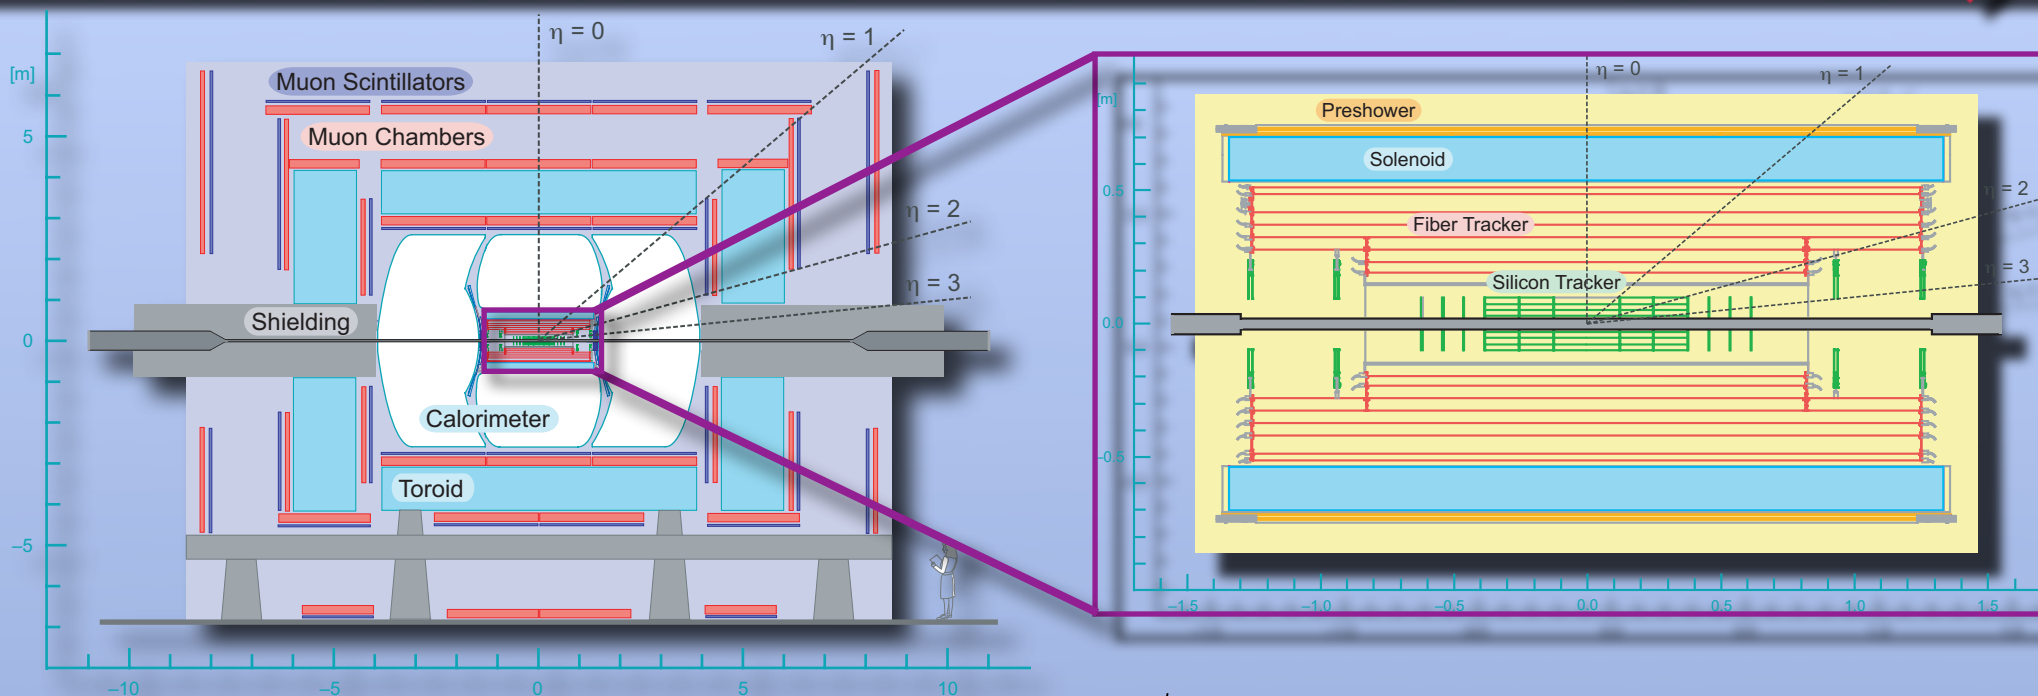 η = 0
η = 1
[m]
Muon Scintillators
5
Muon Chambers
η = 2
η = 3
Shielding
0
Calorimeter
Toroid
–5
–10
–5
0
5
10
η = 0
η = 1
[m]
Preshower
Solenoid
0.5
η = 2
Fiber Tracker
η = 3
Silicon Tracker
0.0
–0.5
–1.5
–1.0
–0.5
0.0
0.5
1.0
1.5